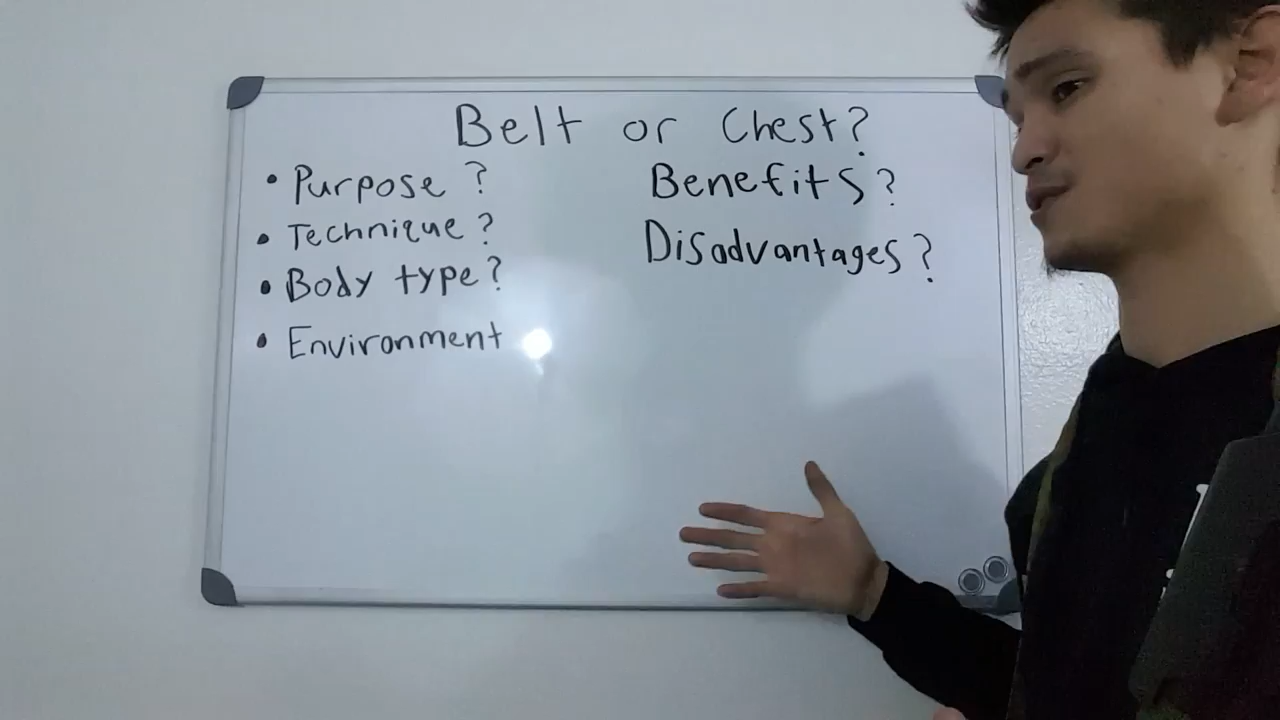 Belt or Chest?
• Purpose?
• Technique?
• Body type?
• Environment
Benefits?
Disadvantages?